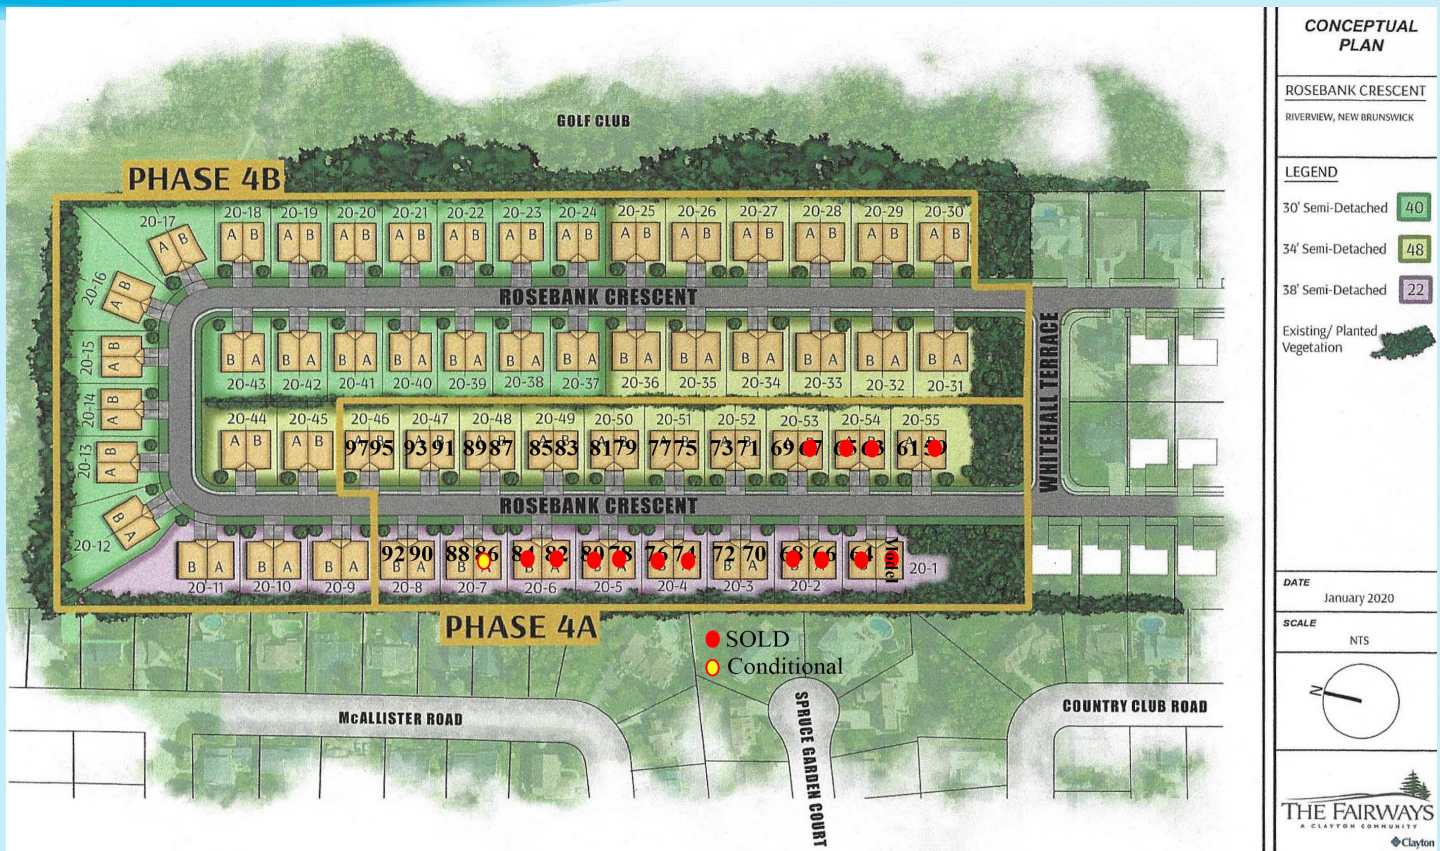 CONCEPTUAL
PLAN
ROSEBANK CRESCENT
RIVERVIEW, NEW BRUNSWICK
LEGEND
30' Semi-Detached 40
34' Semi-Detached 48
38' Semi-Detached 22
Existing/ Planted
Vegetation
DATE
January 2020
SCALE
NTS
N
THE FAIRWAYS
A CLAYTON COMMUNITY
Clayton
GOLF CLUB
PHASE 4B
20-17 20-18 20-19 20-20 20-21 20-22 20-23 20-24 20-25 20-26 20-27 20-28 20-29 20-30
A B A B A B A B A B A B A B A B A B A B A B A B A B A B
20-16
A B
ROSEBANK CRESCENT
20-15
A B
B A B A B A B A B A B A B A B A B A B A B A B A B A
20-43 20-42 20-41 20-40 20-39 20-38 20-37 20-36 20-35 20-34 20-33 20-32 20-31
WHITEHALL TERRACE
20-14
A B
20-44 20-45 20-46 20-47 20-48 20-49 20-50 20-51 20-52 20-53 20-54 20-55
A B A B
97 95 93 91 89 87 85 83 81 79 77 75 73 71 69 67 65 63 61 59
20-13
A B
ROSEBANK CRESCENT
20-12
B A
92 90 88 86 84 82 80 78 76 74 72 70 68 66 64 Model
B A B A B A B A B A
20-11 20-10 20-9 20-8 20-7 20-6 20-5 20-4 20-3 20-2 20-1
PHASE 4A
SOLD
Conditional
McALLISTER ROAD
SPRUCE GARDEN COURT
COUNTRY CLUB ROAD